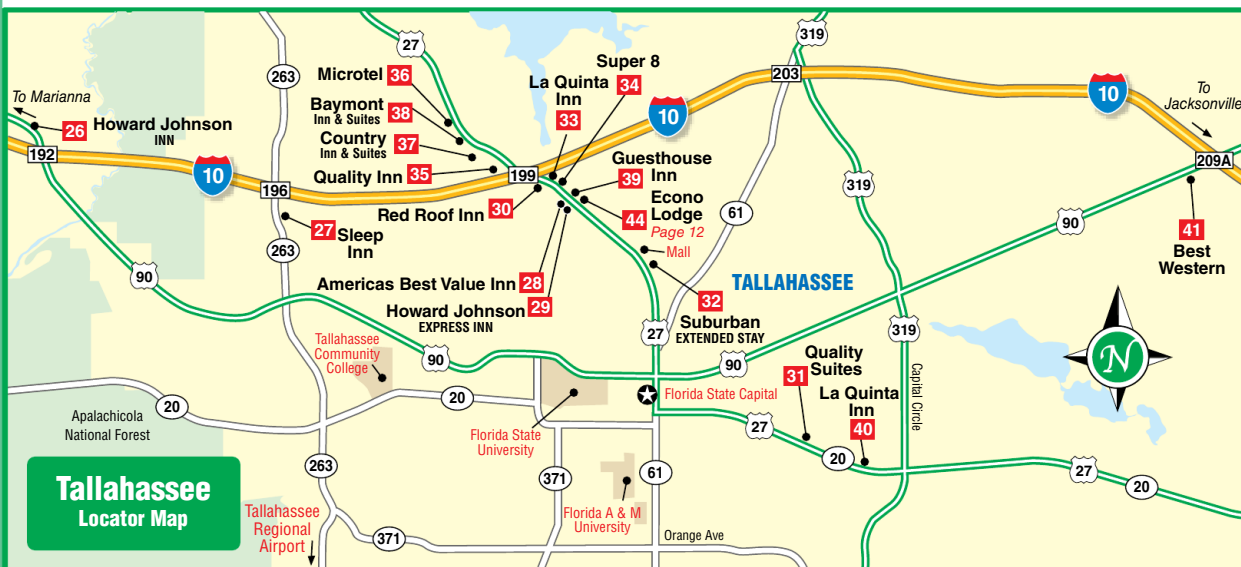 319
27
263
Microtel 36
Super 8
34
La Quinta
Inn
33
203
10
10
To
Jacksonville
To Marianna
26 Howard Johnson
INN
Baymont
Inn & Suites
38
Country
Inn & Suites
37
Quality Inn 35
192
10
196
199
209A
Guesthouse
Inn
39
Econo
Lodge
44
Page 12
Mall
319
Red Roof Inn 30
61
90
27 Sleep
Inn
263
41
Best
Western
90
Americas Best Value Inn 28
Howard Johnson 29
EXPRESS INN
TALLAHASSEE
32
Suburban
EXTENDED STAY
27
319
N
Tallahassee
Community
College
90
90
Quality
Suites
31
La Quinta
Inn
40
Capital Circle
20
20
Florida State Capital
Apalachicola
National Forest
Florida State
University
27
20
27
20
263
371
61
Tallahassee
Locator Map
Tallahassee
Regional
Airport
Florida A & M
University
371
Orange Ave